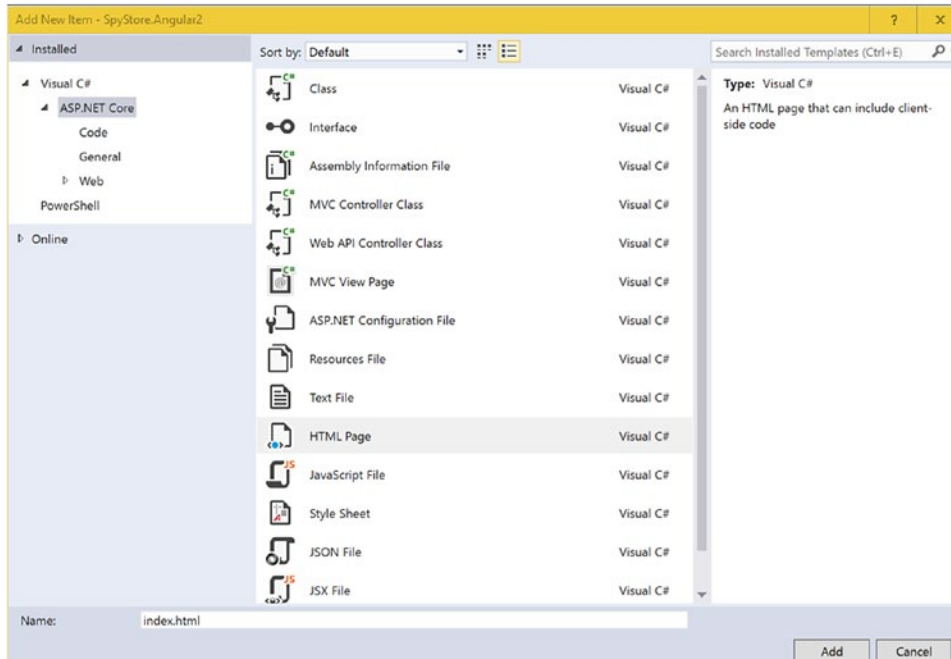 Add New Item - SpyStore.Angular2
? ×
Installed
Visual C#
ASP.NET Core
Code
General
Web
PowerShell
Online
Sort by: Default
Class Visual C#
Interface Visual C#
Assembly Information File Visual C#
MVC Controller Class Visual C#
Web API Controller Class Visual C#
MVC View Page Visual C#
ASP.NET Configuration File Visual C#
Resources File Visual C#
Text File Visual C#
HTML Page Visual C#
JavaScript File Visual C#
Style Sheet Visual C#
JSON File Visual C#
JSX File Visual C#
Search Installed Templates (Ctrl+E)
Type: Visual C#
An HTML page that can include client-
side code
Name: index.html
Add Cancel